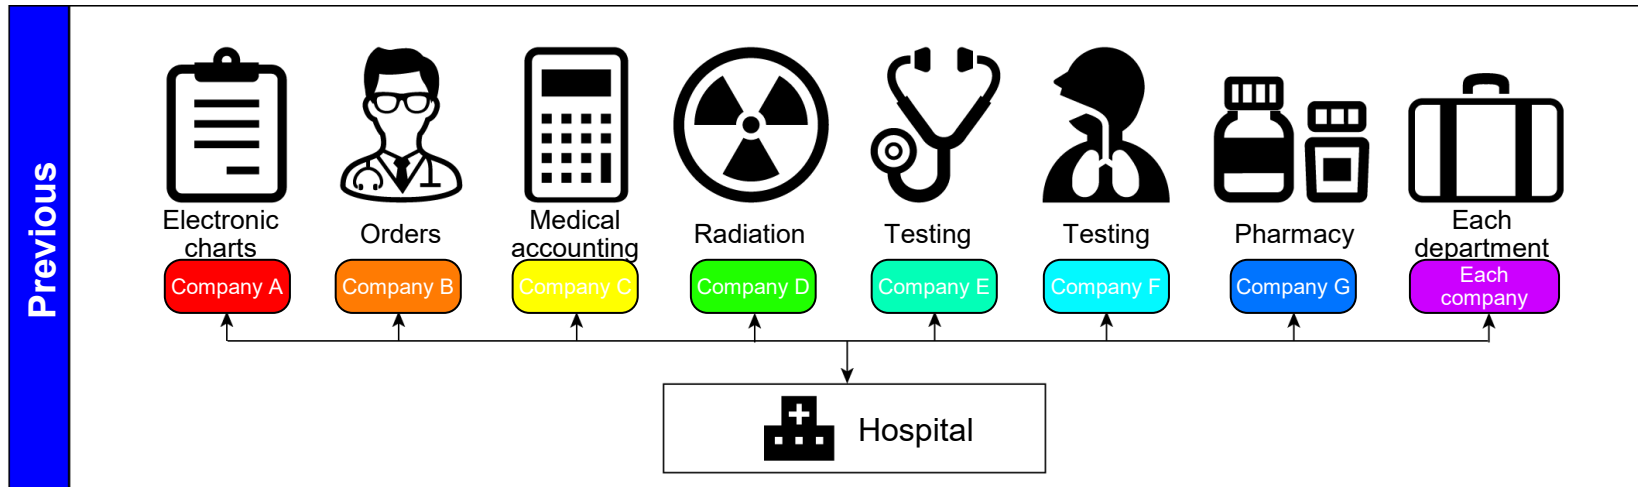 Previous
Electronic
charts
Orders
Medical
accounting
Radiation
Testing
Testing
Pharmacy
Each
department
Company A
Company B
Company C
Company D
Company E
Company F
Company G
Each
company
Hospital